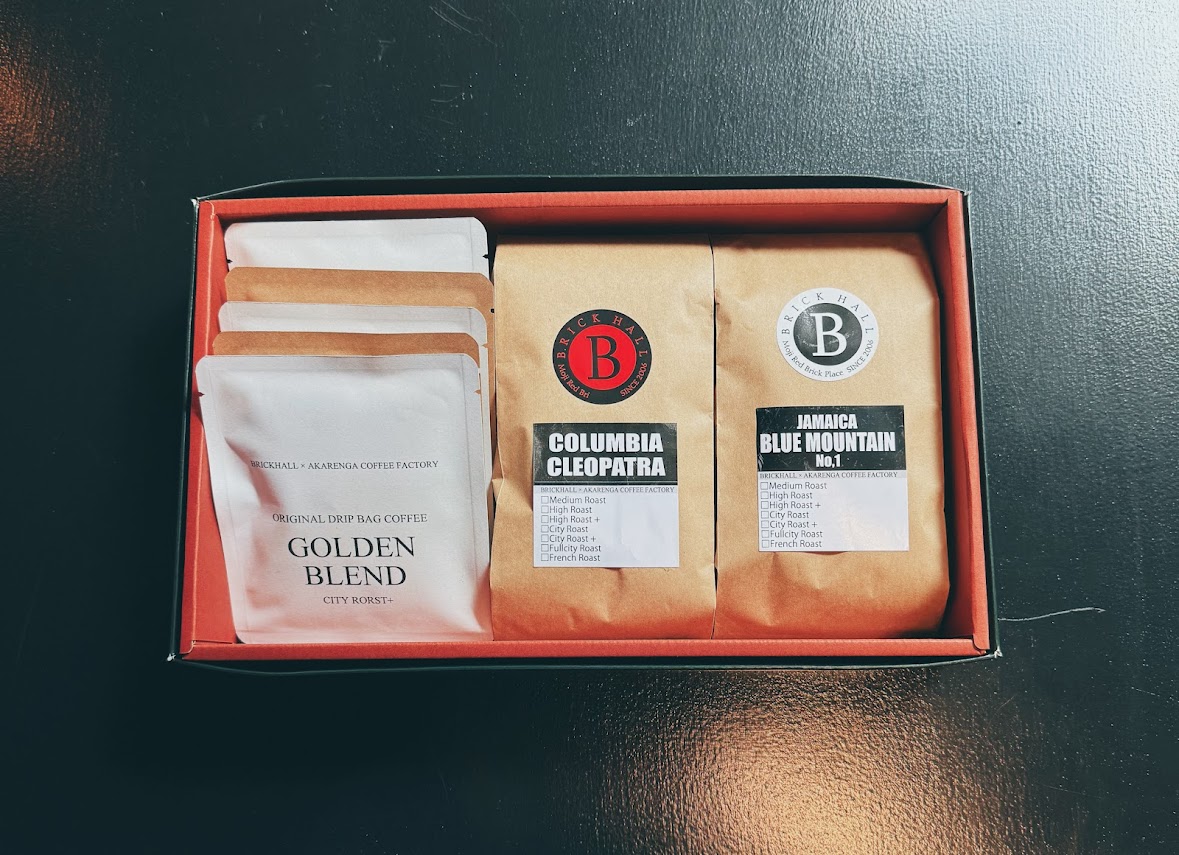 BRICKHALL × AKARENGA COFFEE FACTORY
ORIGINAL DRIP BAG COFFEE
GOLDEN
BLEND
CITY RORST+
BRICK HALL
B
Moji Red Bri
SINCE 2006
COLUMBIA
CLEOPATRA
BRICKHALL × AKARENGA COFFEE FACTORY
☐Medium Roast
☐High Roast
☐High Roast +
☐City Roast
☐City Roast +
☐Fullcity Roast
☐French Roast
BRICK HALL
B
Moji Red Brick Place SINCE 2006
JAMAICA
BLUE MOUNTAIN
No.1
BRICKHALL × AKARENGA COFFEE FACTORY
☐Medium Roast
☐High Roast
☐High Roast +
☐City Roast
☐City Roast +
☐Fullcity Roast
☐French Roast